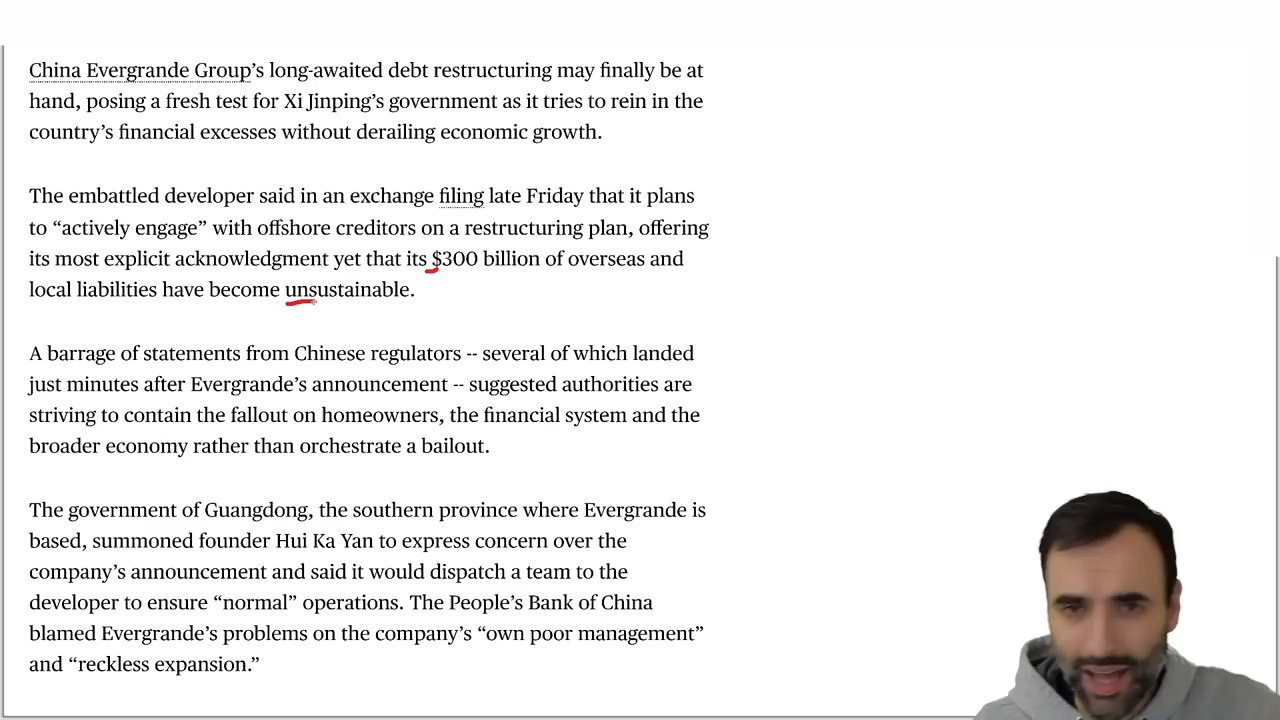 China Evergrande Group’s long-awaited debt restructuring may finally be at
hand, posing a fresh test for Xi Jinping’s government as it tries to rein in the
country’s financial excesses without derailing economic growth.
The embattled developer said in an exchange filing late Friday that it plans
to “actively engage” with offshore creditors on a restructuring plan, offering
its most explicit acknowledgment yet that its $300 billion of overseas and
local liabilities have become unsustainable.
A barrage of statements from Chinese regulators -- several of which landed
just minutes after Evergrande’s announcement -- suggested authorities are
striving to contain the fallout on homeowners, the financial system and the
broader economy rather than orchestrate a bailout.
The government of Guangdong, the southern province where Evergrande is
based, summoned founder Hui Ka Yan to express concern over the
company’s announcement and said it would dispatch a team to the
developer to ensure “normal” operations. The People’s Bank of China
blamed Evergrande’s problems on the company’s “own poor management”
and “reckless expansion.”